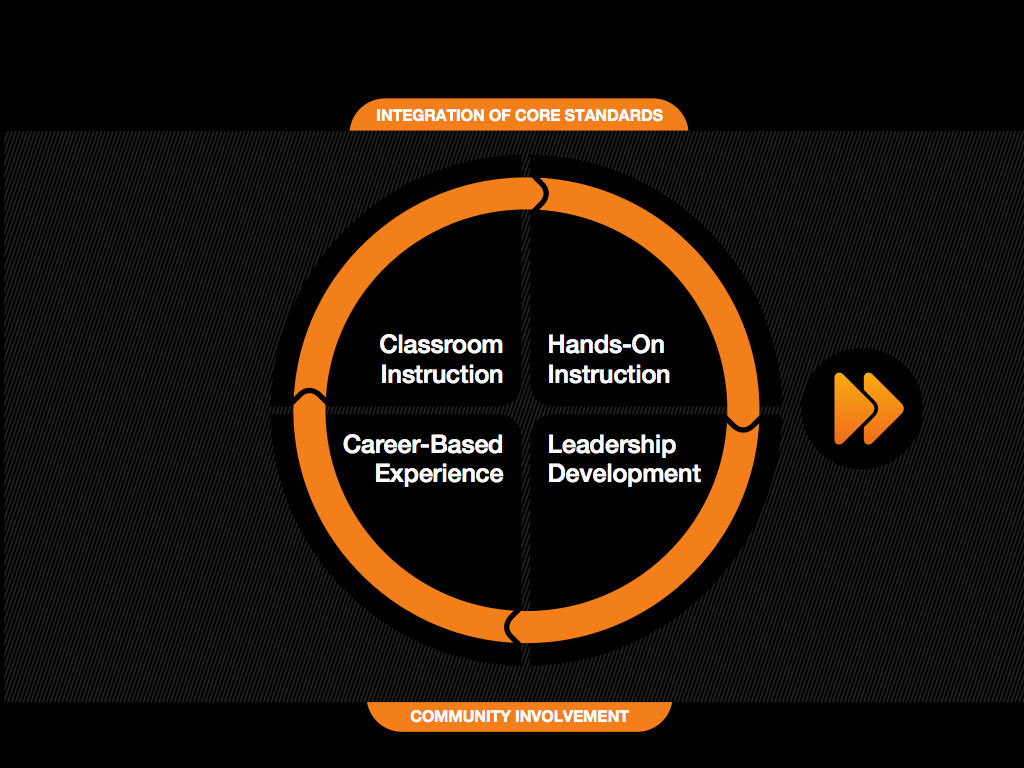 INTEGRATION OF CORE STANDARDS
Classroom
Instruction
Hands-On
Instruction
Career-Based
Experience
Leadership
Development
COMMUNITY INVOLVEMENT